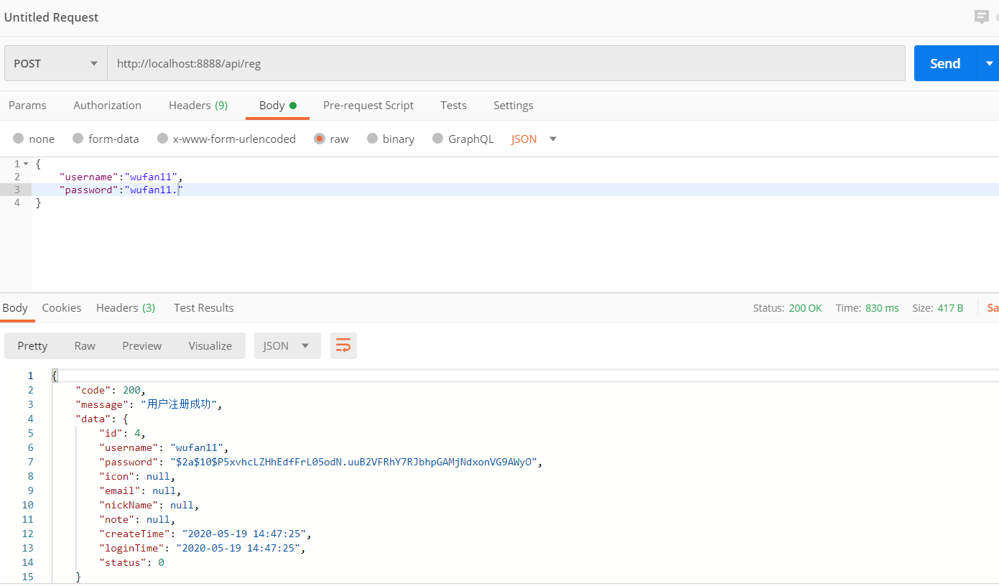 Untitled Request
POST http://localhost:8888/api/reg Send
Params Authorization Headers (9) Body Pre-request Script Tests Settings
none form-data x-www-form-urlencoded raw binary GraphQL JSON
1 {
2 "username":"wufan11",
3 "password":"wufan11."
4 }
Body Cookies Headers (3) Test Results Status: 200 OK Time: 830 ms Size: 417 B Sa
Pretty Raw Preview Visualize JSON
1 {
2 "code": 200,
3 "message": "用户注册成功",
4 "data": {
5 "id": 4,
6 "username": "wufan11",
7 "password": "$2a$10$P5xvhcLZHhEdfFrL05odN.uuB2VFRhY7RJbhpGAMjNdxonVG9AWyO",
8 "icon": null,
9 "email": null,
10 "nickName": null,
11 "note": null,
12 "createTime": "2020-05-19 14:47:25",
13 "loginTime": "2020-05-19 14:47:25",
14 "status": 0
15 }